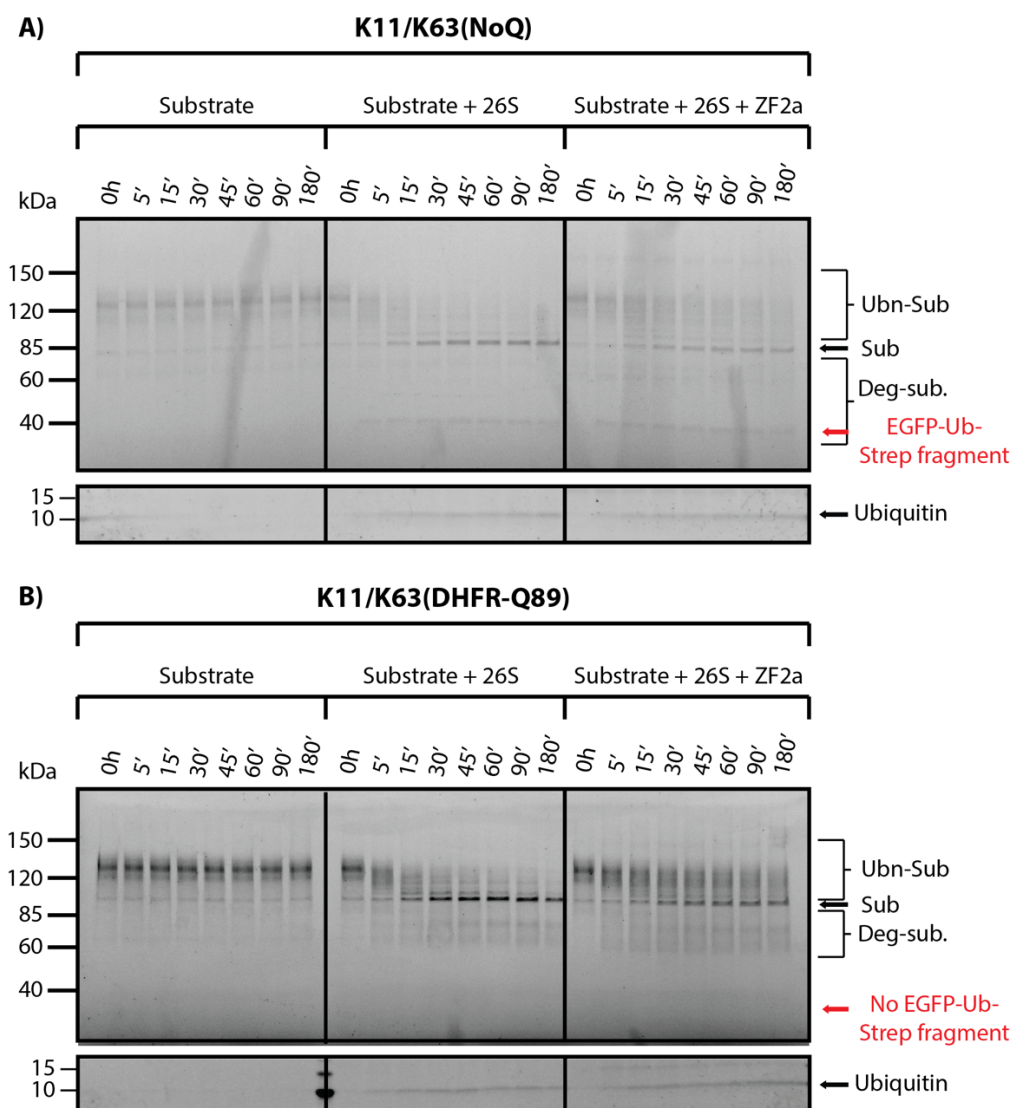 A)
K11/K63(NoQ)
Substrate
Substrate + 26S
Substrate + 26S + ZF2a
kDa
0h 5′ 15′ 30′ 45′ 60′ 90′ 180′ 0h 5′ 15′ 30′ 45′ 60′ 90′ 180′ 0h 5′ 15′ 30′ 45′ 60′ 90′ 180′
150
120
85
60
40
Ubn-Sub
Sub
Deg-sub.
EGFP-Ub-
Strep fragment
15
10
Ubiquitin
B)
K11/K63(DHFR-Q89)
Substrate
Substrate + 26S
Substrate + 26S + ZF2a
kDa
0h 5′ 15′ 30′ 45′ 60′ 90′ 180′ 0h 5′ 15′ 30′ 45′ 60′ 90′ 180′ 0h 5′ 15′ 30′ 45′ 60′ 90′ 180′
150
120
85
60
40
Ubn-Sub
Sub
Deg-sub.
No EGFP-Ub-
Strep fragment
15
10
Ubiquitin